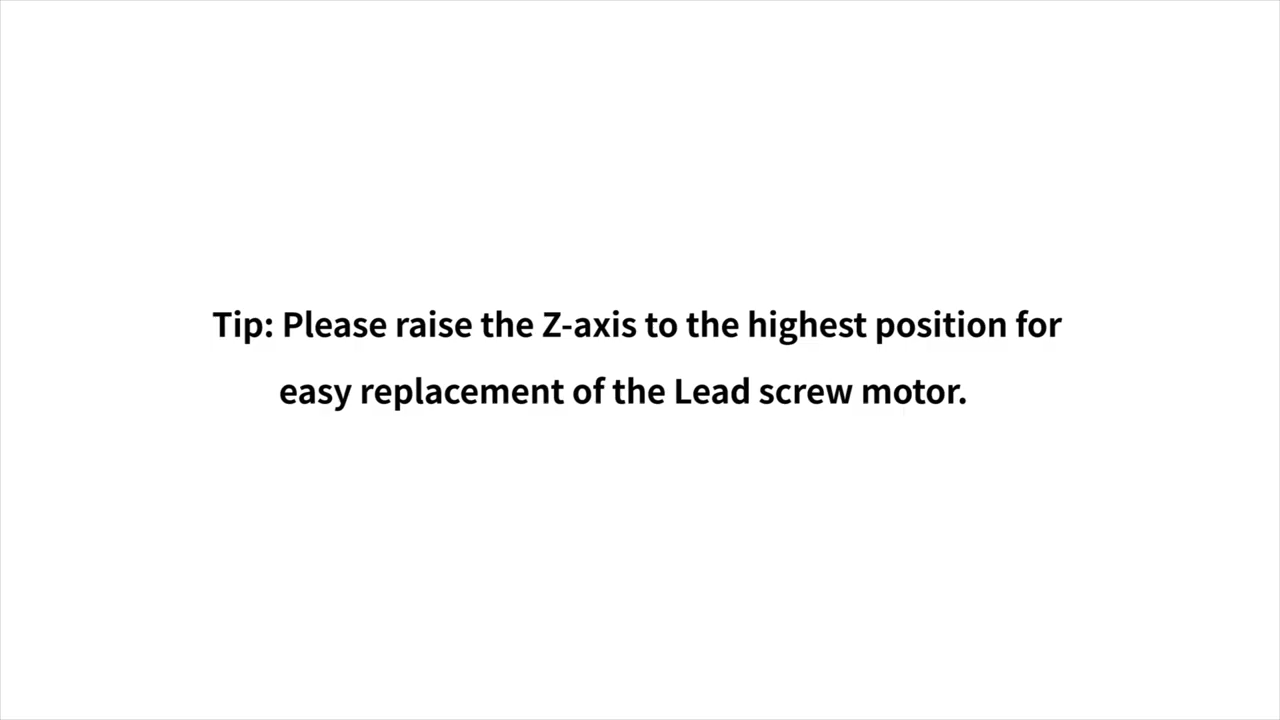 Tip: Please raise the Z-axis to the highest position for
easy replacement of the Lead screw motor.